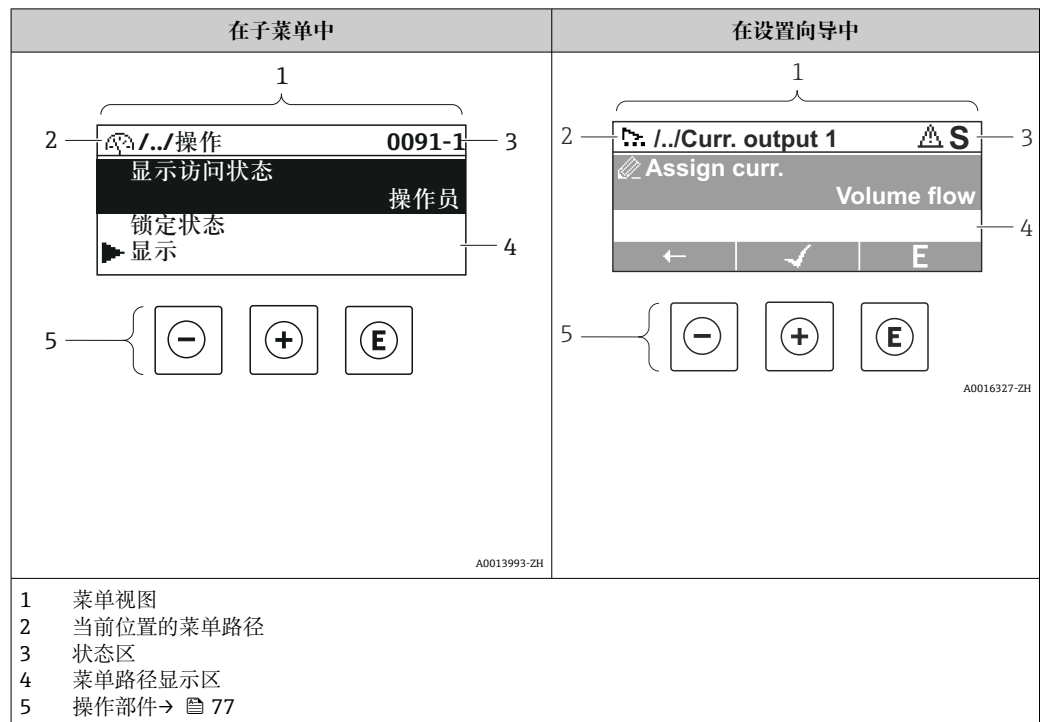 在子菜单中
在设置向导中
1
2
/../操作 0091-1
3
显示访问状态
操作员
锁定状态
显示
4
5
− + E
A0013993-ZH
1
2
/../Curr. output 1 S
3
Assign curr.
Volume flow
4
← ✓ E
5
− + E
A0016327-ZH
1 菜单视图
2 当前位置的菜单路径
3 状态区
4 菜单路径显示区
5 操作部件→ 77